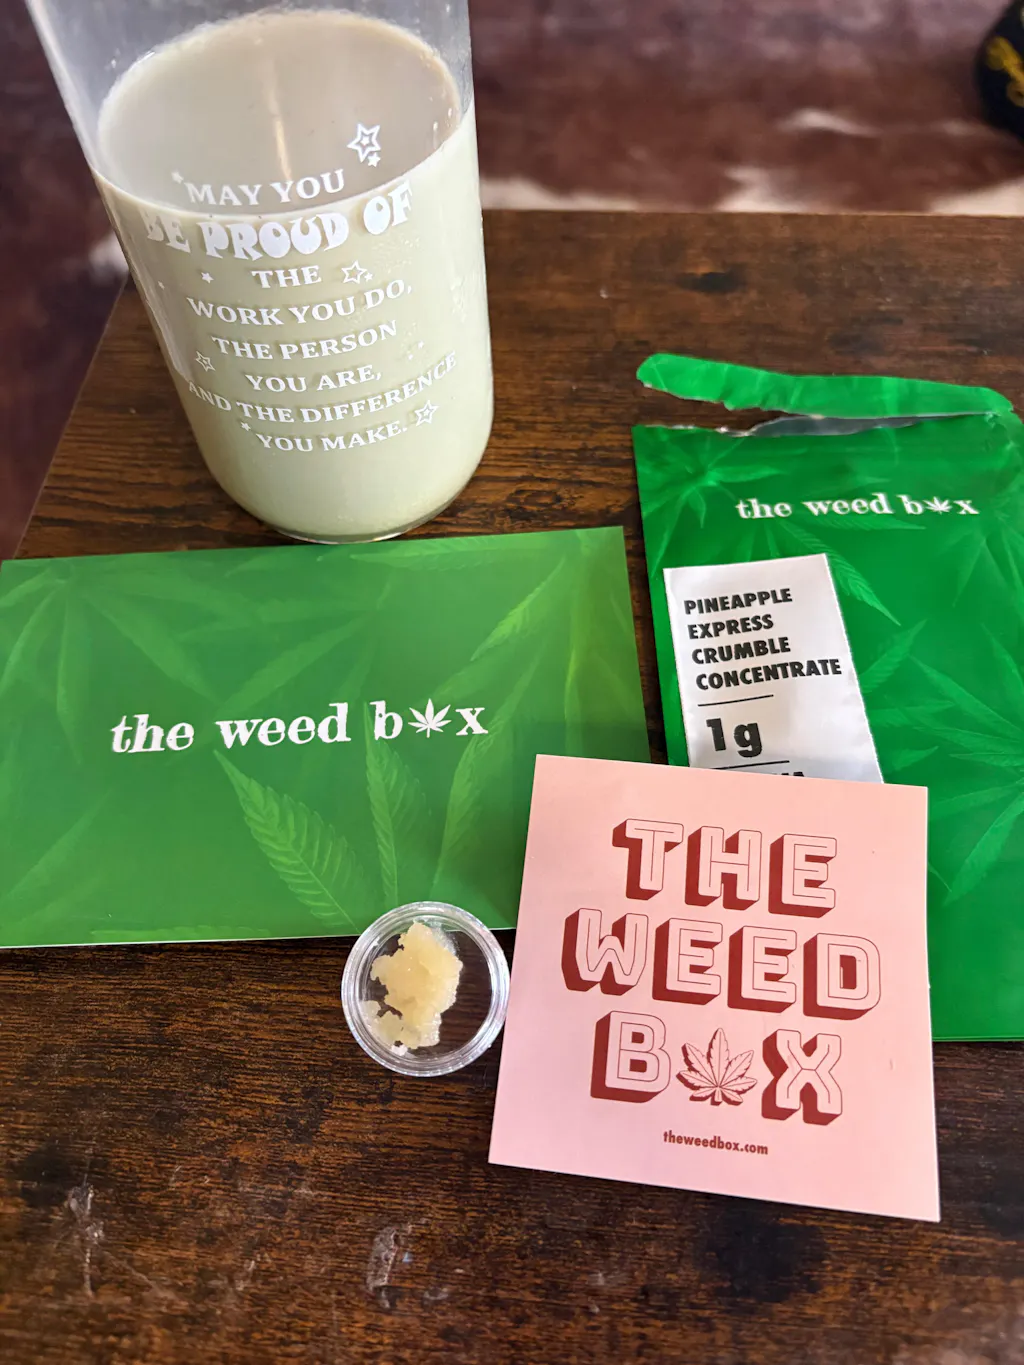 MAY YOU
BE PROUD OF
THE
WORK YOU DO,
THE PERSON
YOU ARE,
AND THE DIFFERENCE
YOU MAKE.
the weed box
PINEAPPLE
EXPRESS
CRUMBLE
CONCENTRATE
1g
the weed box
THE
WEED
BOX
theweedbox.com